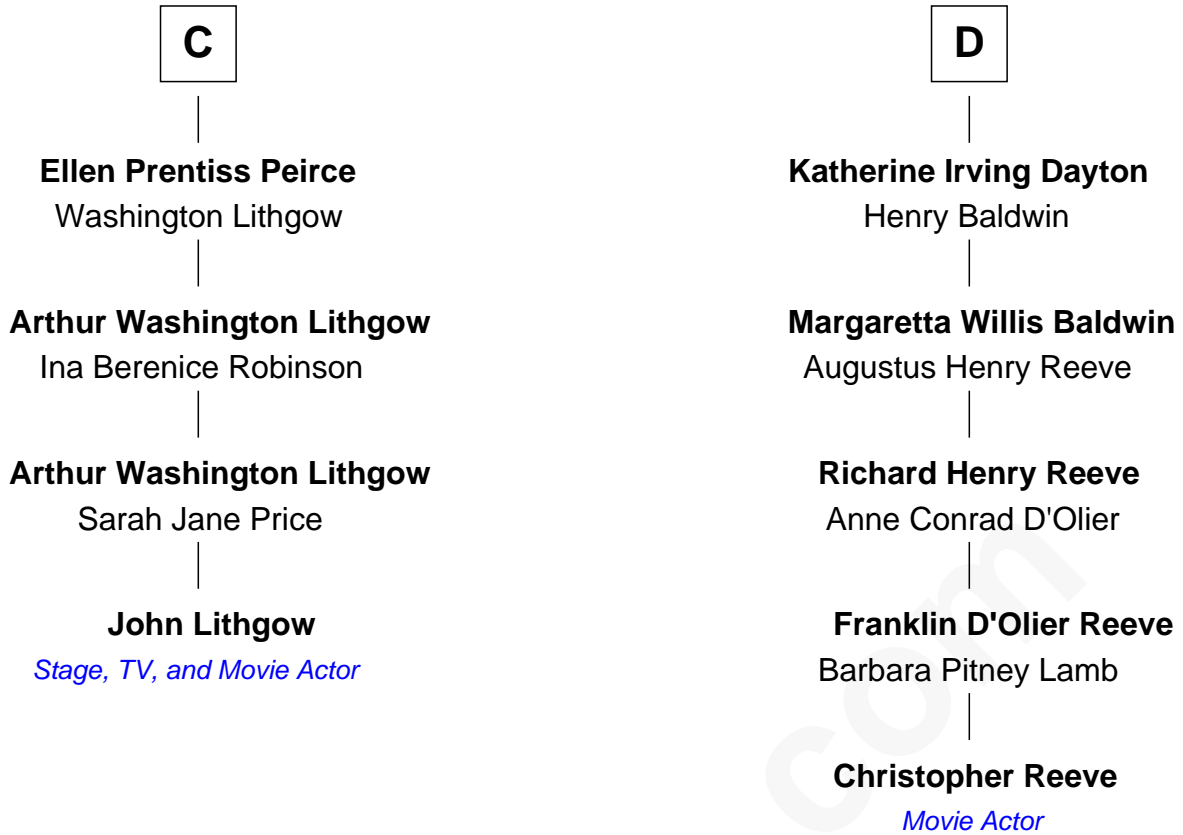 C
Ellen Prentiss Peirce
Washington Lithgow
Arthur Washington Lithgow
Ina Berenice Robinson
Arthur Washington Lithgow
Sarah Jane Price
John Lithgow
Stage, TV, and Movie Actor
D
Katherine Irving Dayton
Henry Baldwin
Margaretta Willis Baldwin
Augustus Henry Reeve
Richard Henry Reeve
Anne Conrad D'Olier
Franklin D'Olier Reeve
Barbara Pitney Lamb
Christopher Reeve
Movie Actor
com